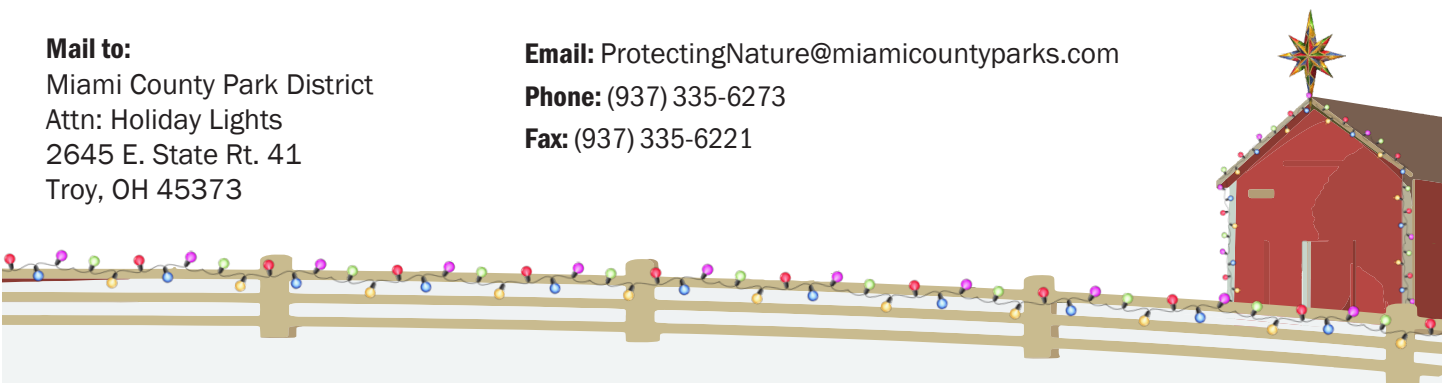 Mail to:
Miami County Park District
Attn: Holiday Lights
2645 E. State Rt. 41
Troy, OH 45373
Email: ProtectingNature@miamicountyparks.com
Phone: (937) 335-6273
Fax: (937) 335-6221